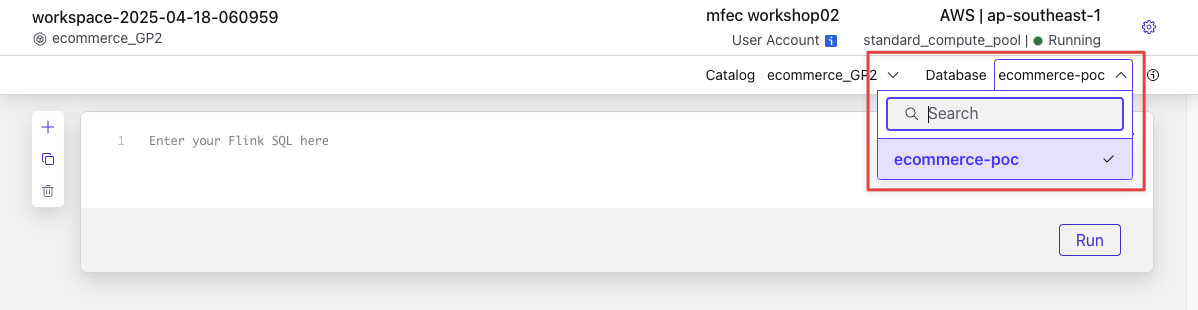 workspace-2025-04-18-060959
ecommerce_GP2
mfec workshop02
User Account i
AWS | ap-southeast-1
standard_compute_pool | Running
Catalog ecommerce_GP2 Database ecommerce-poc
Search
ecommerce-poc
1 Enter your Flink SQL here
Run